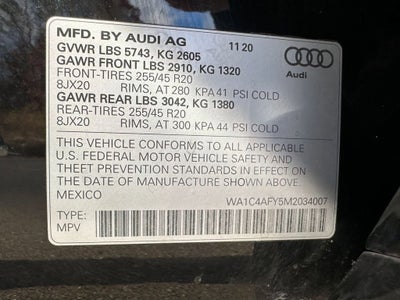 MFD. BY AUDI AG 11 20
GVWR LBS 5743, KG 2605
GAWR FRONT LBS 2910, KG 1320
FRONT-TIRES 255/45 R20
8JX20 RIMS, AT 280 KPA 41 PSI COLD
GAWR REAR LBS 3042, KG 1380
REAR-TIRES 255/45 R20
8JX20 RIMS, AT 300 KPA 44 PSI COLD
Audi
THIS VEHICLE CONFORMS TO ALL APPLICABLE
U.S. FEDERAL MOTOR VEHICLE SAFETY AND
THEFT PREVENTION STANDARDS IN EFFECT ON
THE DATE OF MANUFACTURE SHOWN ABOVE.
MEXICO WA1C4AFY5M2034007
TYPE:
MPV